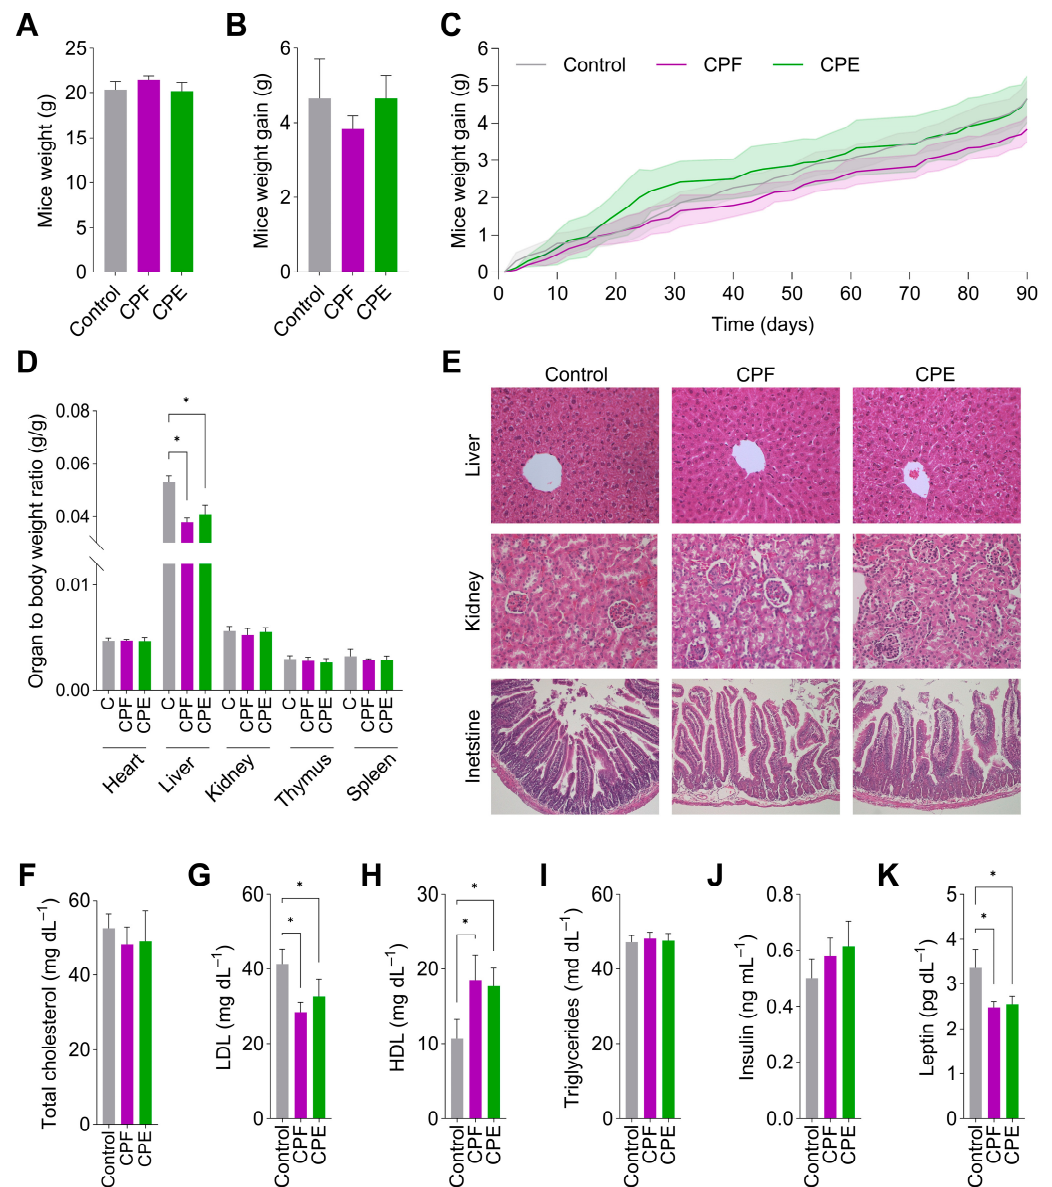 A
Mice weight (g)
25
20
15
10
5
0
Control
CPF
CPE
B
Mice weight gain (g)
6
4
2
0
Control
CPF
CPE
C
Mice weight gain (g)
6
5
4
3
2
1
0
Control
CPF
CPE
0 10 20 30 40 50 60 70 80 90
Time (days)
D
Organ to body weight ratio (g/g)
0.08
0.06
0.04
0.01
0.00
*
*
C CPF CPE C CPF CPE C CPF CPE C CPF CPE C CPF CPE
Heart Liver Kidney Thymus Spleen
E
Control CPF CPE
Liver
Kidney
Inetstine
F
Total cholesterol (mg dL−1)
60
40
20
0
Control CPF CPE
G
LDL (mg dL−1)
60
40
20
0
*
*
Control CPF CPE
H
HDL (mg dL−1)
30
20
10
0
*
*
Control CPF CPE
I
Triglycerides (md dL−1)
60
40
20
0
Control CPF CPE
J
Insulin (ng mL−1)
0.8
0.6
0.4
0.2
0.0
Control CPF CPE
K
Leptin (pg dL−1)
5
4
3
2
1
0
*
*
Control CPF CPE